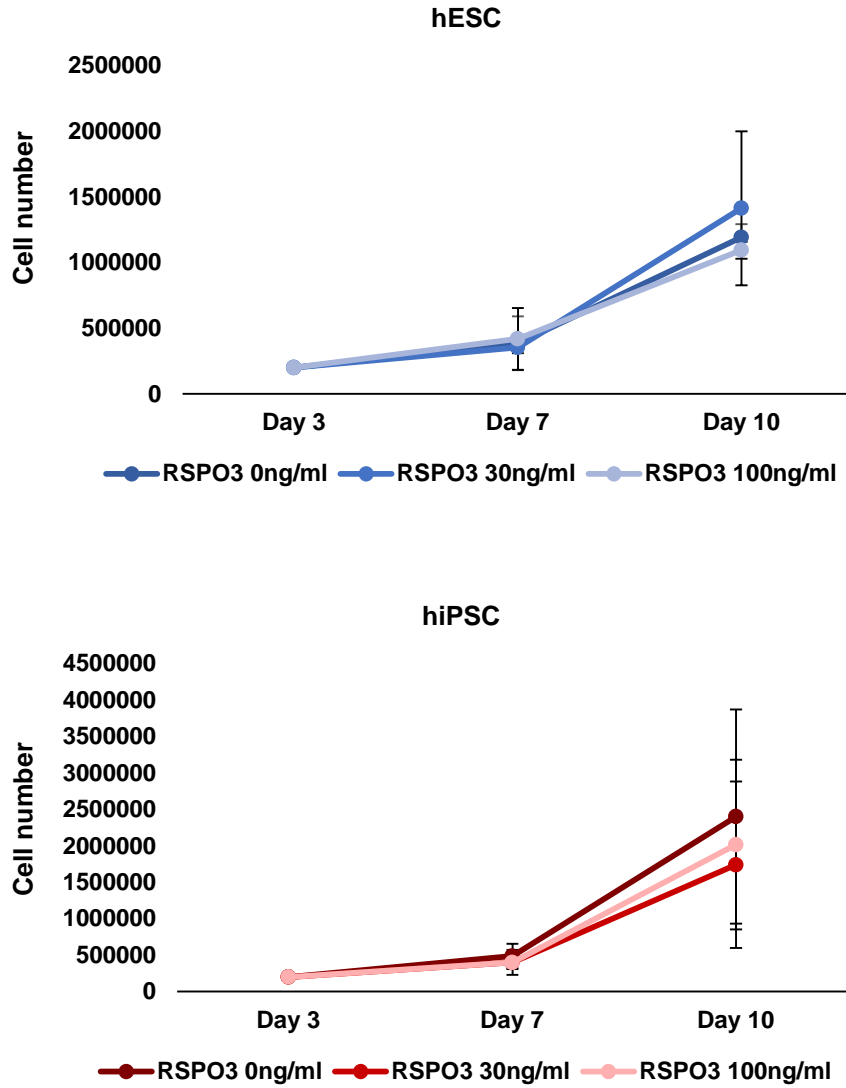 hESC
2500000
2000000
1500000
1000000
500000
0
Cell number
Day 3 Day 7 Day 10
RSPO3 0ng/ml RSPO3 30ng/ml RSPO3 100ng/ml
hiPSC
4500000
4000000
3500000
3000000
2500000
2000000
1500000
1000000
500000
0
Cell number
Day 3 Day 7 Day 10
RSPO3 0ng/ml RSPO3 30ng/ml RSPO3 100ng/ml